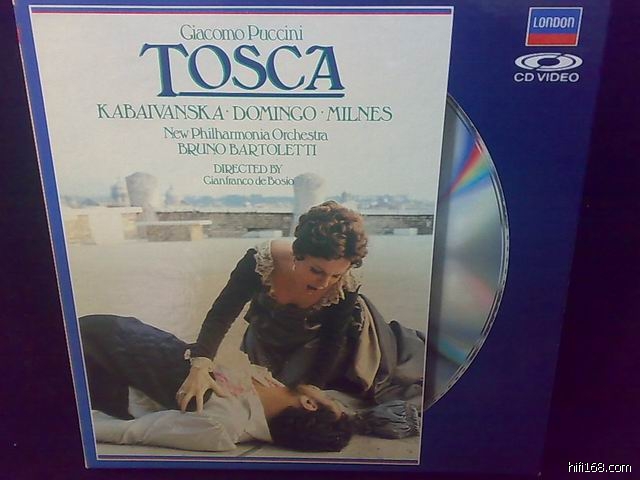 Giacomo Puccini
TOSCA
KABAIVANSKA · DOMINGO · MILNES
New Philharmonia Orchestra
BRUNO BARTOLETTI
DIRECTED BY
Gianfranco de Bosio
LONDON
CD VIDEO
hifi168.com